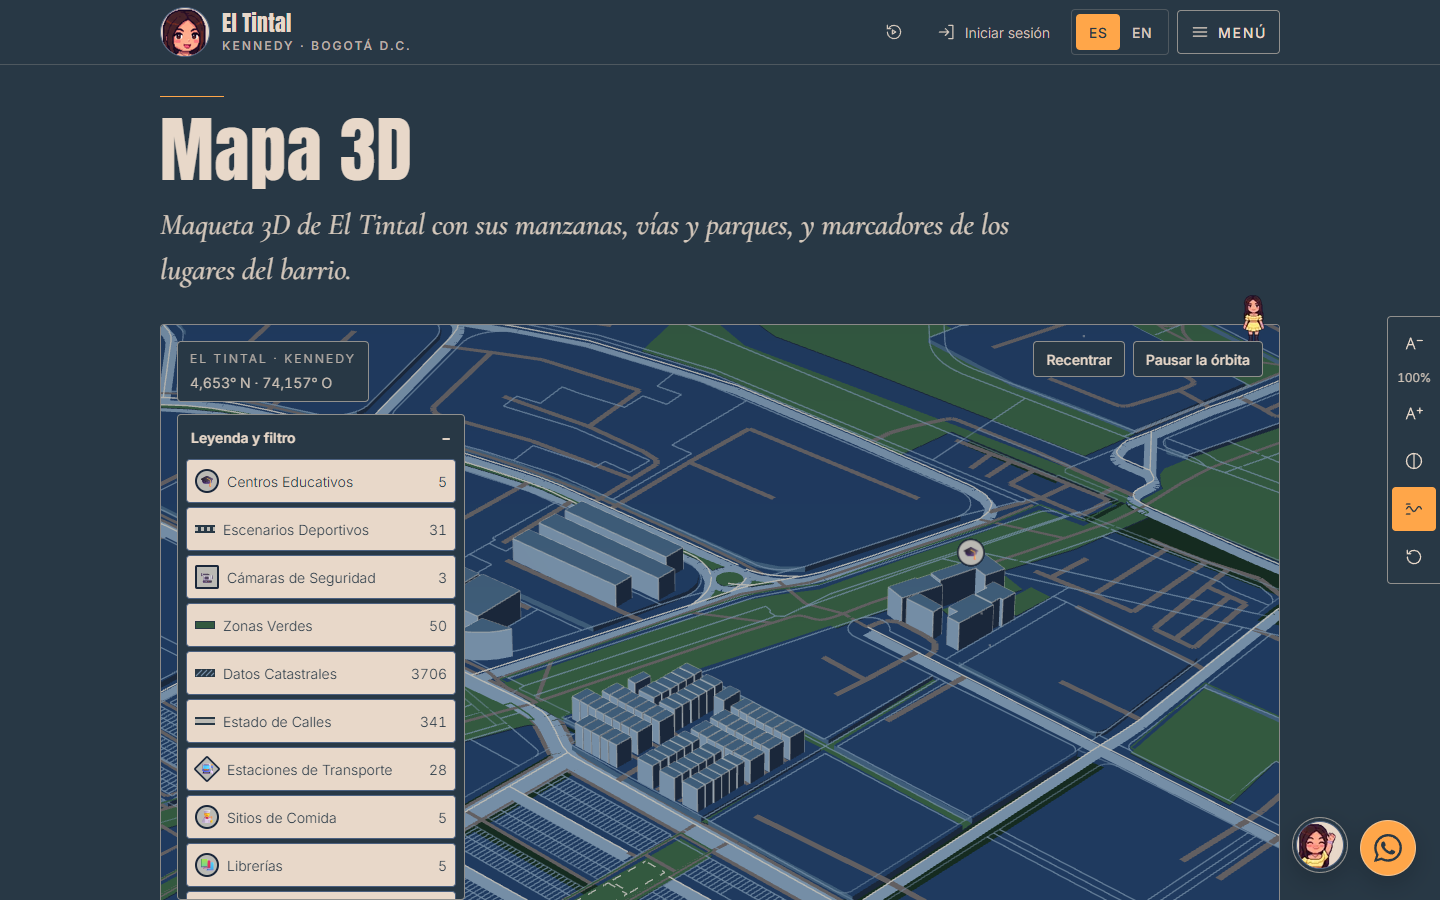 El Tintal
KENNEDY · BOGOTÁ D.C.
Iniciar sesión
ES
EN
MENÚ
Mapa 3D
Maqueta 3D de El Tintal con sus manzanas, vías y parques, y marcadores de los
lugares del barrio.
EL TINTAL · KENNEDY
4,653° N · 74,157° O
Recentrar
Pausar la órbita
Leyenda y filtro
–
Centros Educativos 5
Escenarios Deportivos 31
Cámaras de Seguridad 3
Zonas Verdes 50
Datos Catastrales 3706
Estado de Calles 341
Estaciones de Transporte 28
Sitios de Comida 5
Librerías 5
A−
100%
A+